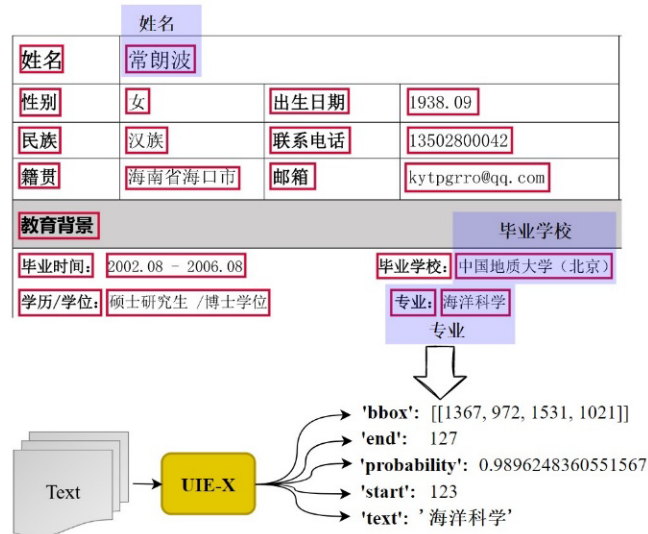 姓名
姓名 常朗波
性别 女 出生日期 1938.09
民族 汉族 联系电话 13502800042
籍贯 海南省海口市 邮箱 kytpgrro@qq.com
教育背景
毕业学校
毕业时间: 2002.08 - 2006.08 毕业学校: 中国地质大学（北京）
学历/学位: 硕士研究生 /博士学位 专业: 海洋科学
专业
'bbox': [[1367, 972, 1531, 1021]]
'end': 127
'probability': 0.9896248360551567
'start': 123
'text': '海洋科学'
Text
UIE-X